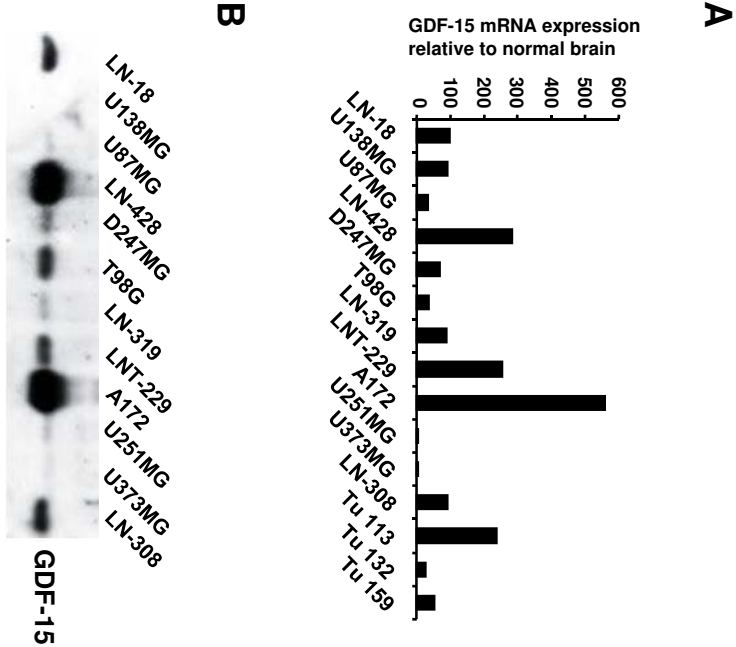 A
GDF-15 mRNA expression
relative to normal brain
600
500
400
300
200
100
0
LN-18
U138MG
U87MG
LN-428
D247MG
T98G
LN-319
LNT-229
A172
U251MG
U373MG
LN-308
Tu 113
Tu 132
Tu 159
B
LN-18
U138MG
U87MG
LN-428
D247MG
T98G
LN-319
LNT-229
A172
U251MG
U373MG
LN-308
GDF-15